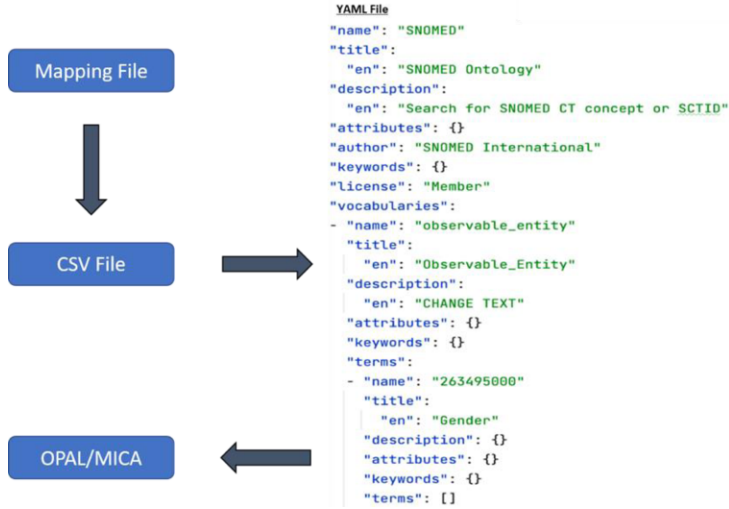 Mapping File
CSV File
OPAL/MICA
YAML File
"name": "SNOMED"
"title":
"en": "SNOMED Ontology"
"description":
"en": "Search for SNOMED CT concept or SCTID"
"attributes": {}
"author": "SNOMED International"
"keywords": {}
"license": "Member"
"vocabularies":
- "name": "observable_entity"
"title":
"en": "Observable_Entity"
"description":
"en": "CHANGE TEXT"
"attributes": {}
"keywords": {}
"terms":
- "name": "263495000"
"title":
"en": "Gender"
"description": {}
"attributes": {}
"keywords": {}
"terms": []